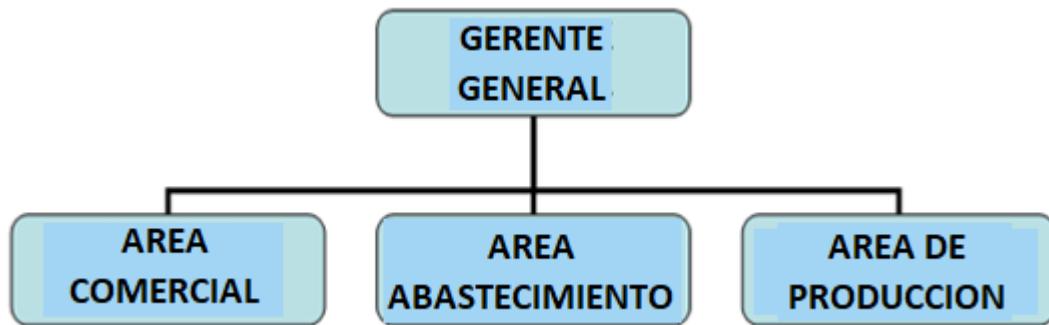 GERENTE
GENERAL
AREA
COMERCIAL
AREA
ABASTECIMIENTO
AREA DE
PRODUCCION